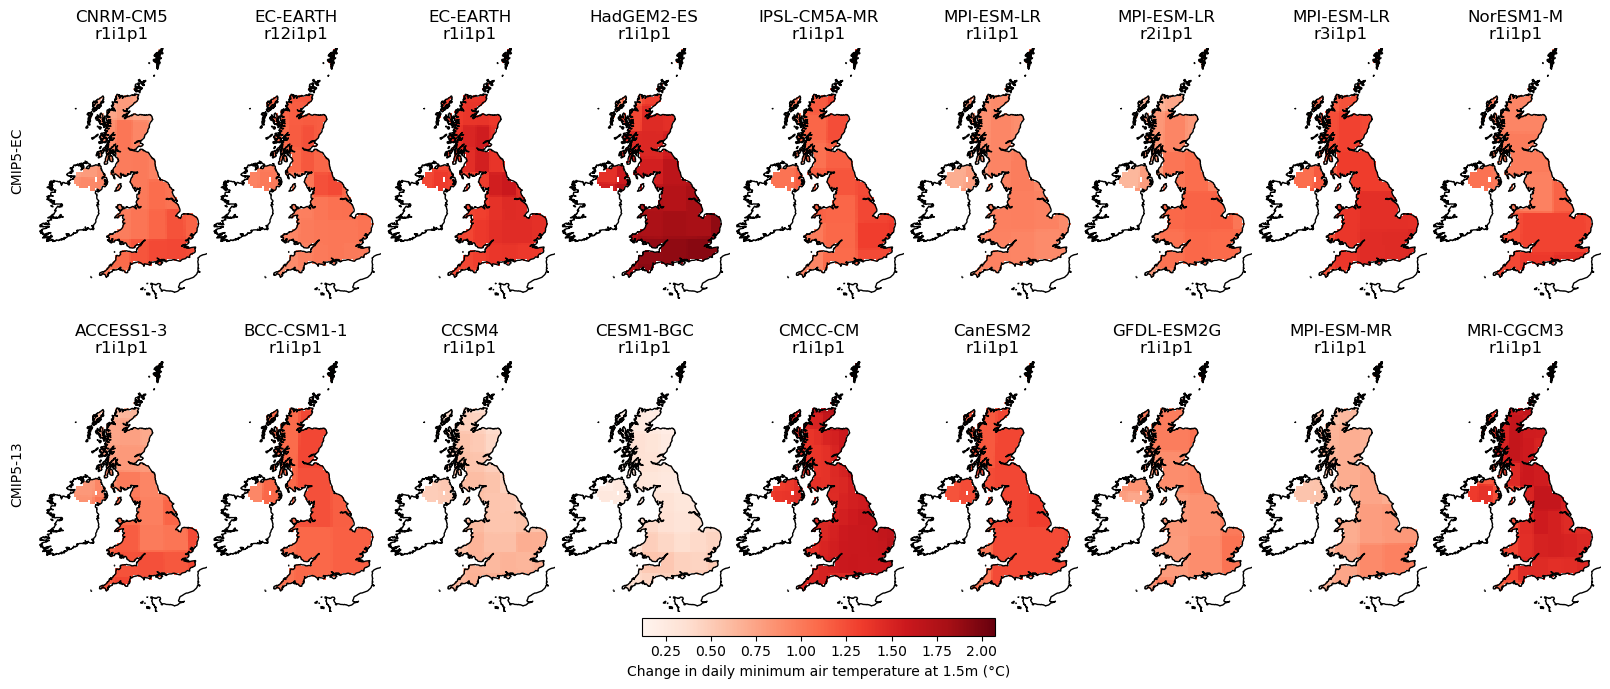 CNRM-CM5
r1i1p1
EC-EARTH
r12i1p1
EC-EARTH
r1i1p1
HadGEM2-ES
r1i1p1
IPSL-CM5A-MR
r1i1p1
MPI-ESM-LR
r1i1p1
MPI-ESM-LR
r2i1p1
MPI-ESM-LR
r3i1p1
NorESM1-M
r1i1p1
CMIP5-EC
ACCESS1-3
r1i1p1
BCC-CSM1-1
r1i1p1
CCSM4
r1i1p1
CESM1-BGC
r1i1p1
CMCC-CM
r1i1p1
CanESM2
r1i1p1
GFDL-ESM2G
r1i1p1
MPI-ESM-MR
r1i1p1
MRI-CGCM3
r1i1p1
CMIP5-13
0.25 0.50 0.75 1.00 1.25 1.50 1.75 2.00
Change in daily minimum air temperature at 1.5m (°C)